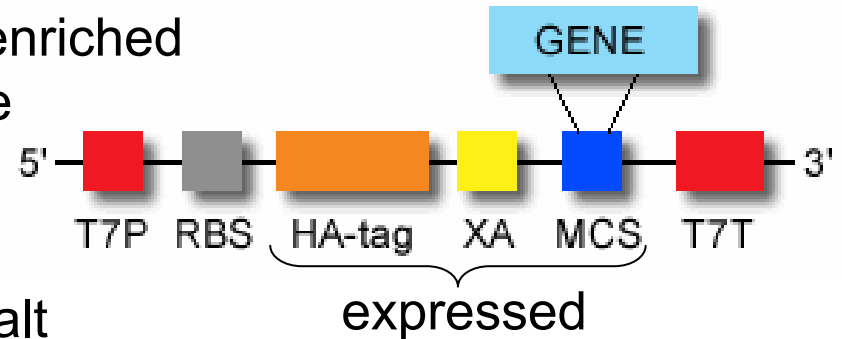 enriched
GENE
e
5' 3'
T7P RBS HA-tag XA MCS T7T
expressed
alt